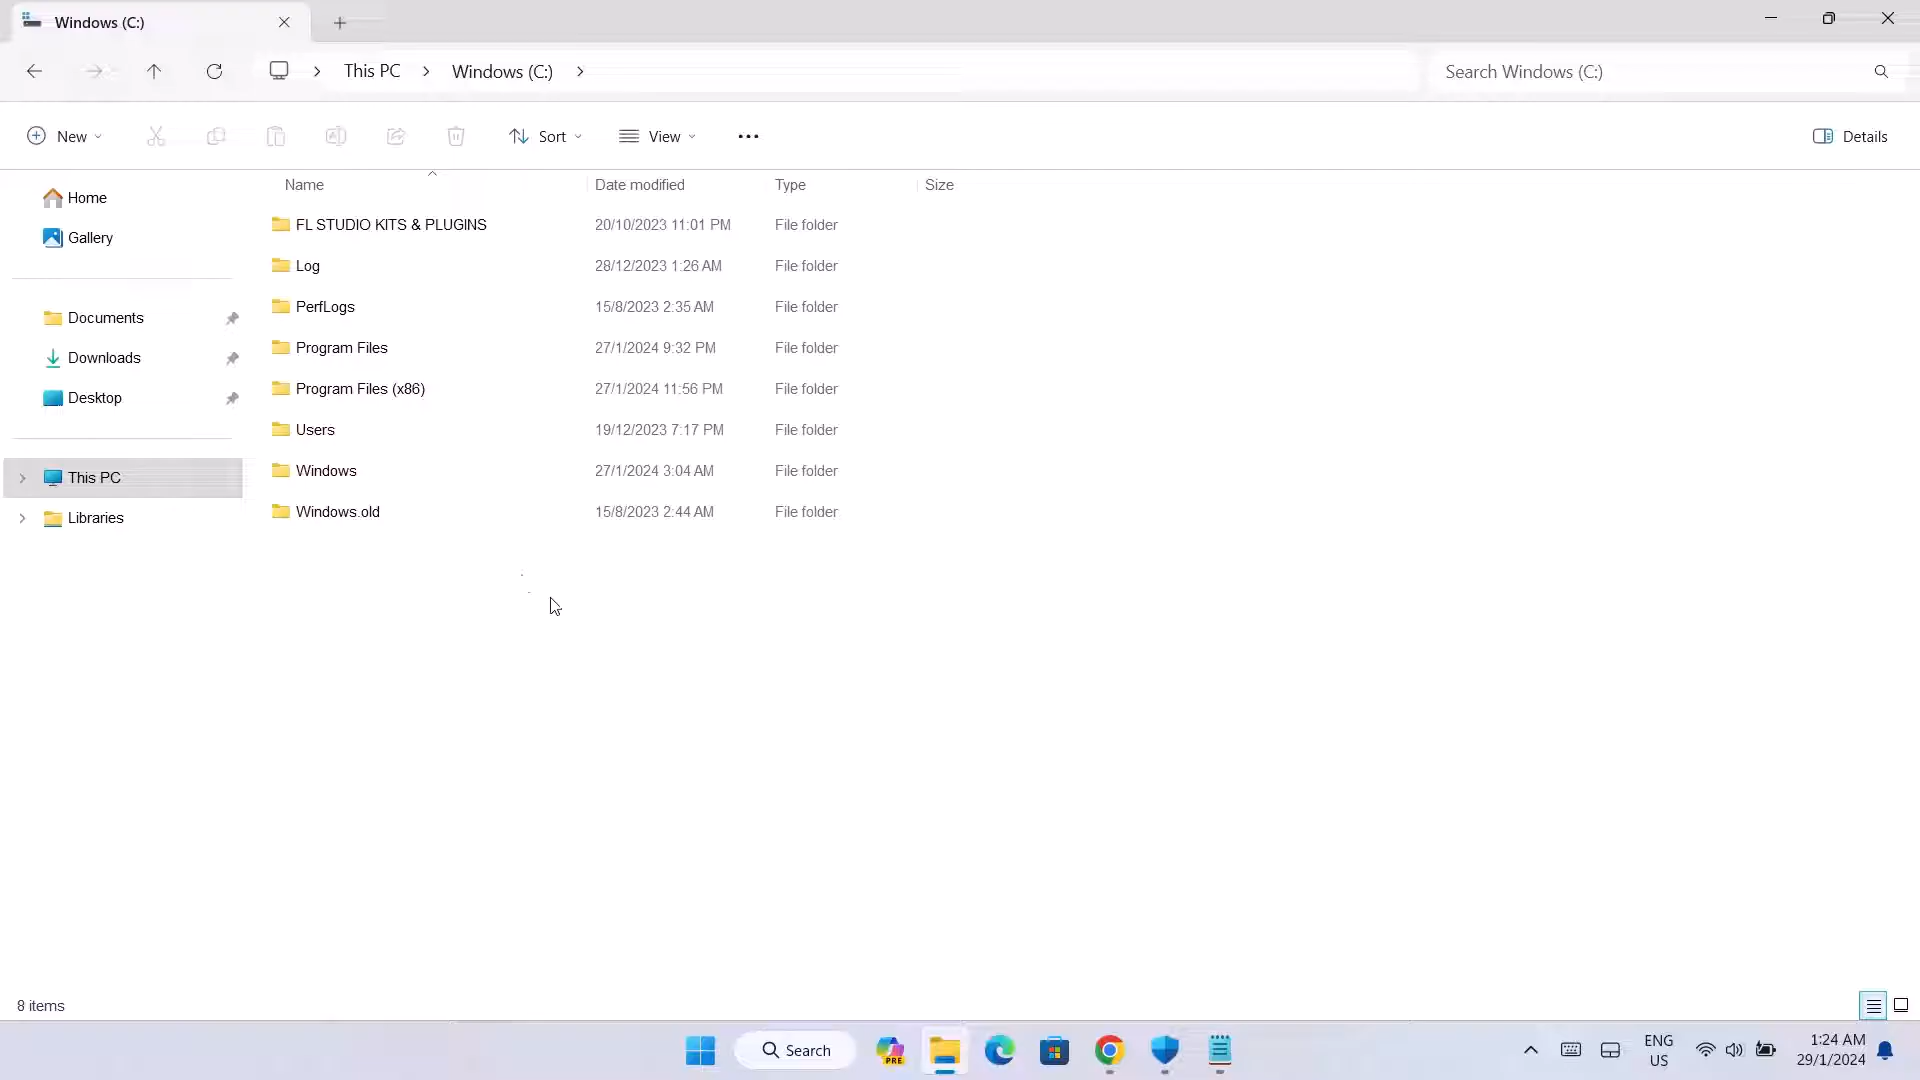 Windows (C:)
This PC
Windows (C:)
Search Windows (C:)
New
Sort
View
Details
Name
Date modified
Type
Size
Home
Gallery
Documents
Downloads
Desktop
This PC
Libraries
FL STUDIO KITS & PLUGINS 20/10/2023 11:01 PM File folder
Log 28/12/2023 1:26 AM File folder
PerfLogs 15/8/2023 2:35 AM File folder
Program Files 27/1/2024 9:32 PM File folder
Program Files (x86) 27/1/2024 11:56 PM File folder
Users 19/12/2023 7:17 PM File folder
Windows 27/1/2024 3:04 AM File folder
Windows.old 15/8/2023 2:44 AM File folder
8 items
Search
PRE
ENG
US
1:24 AM
29/1/2024